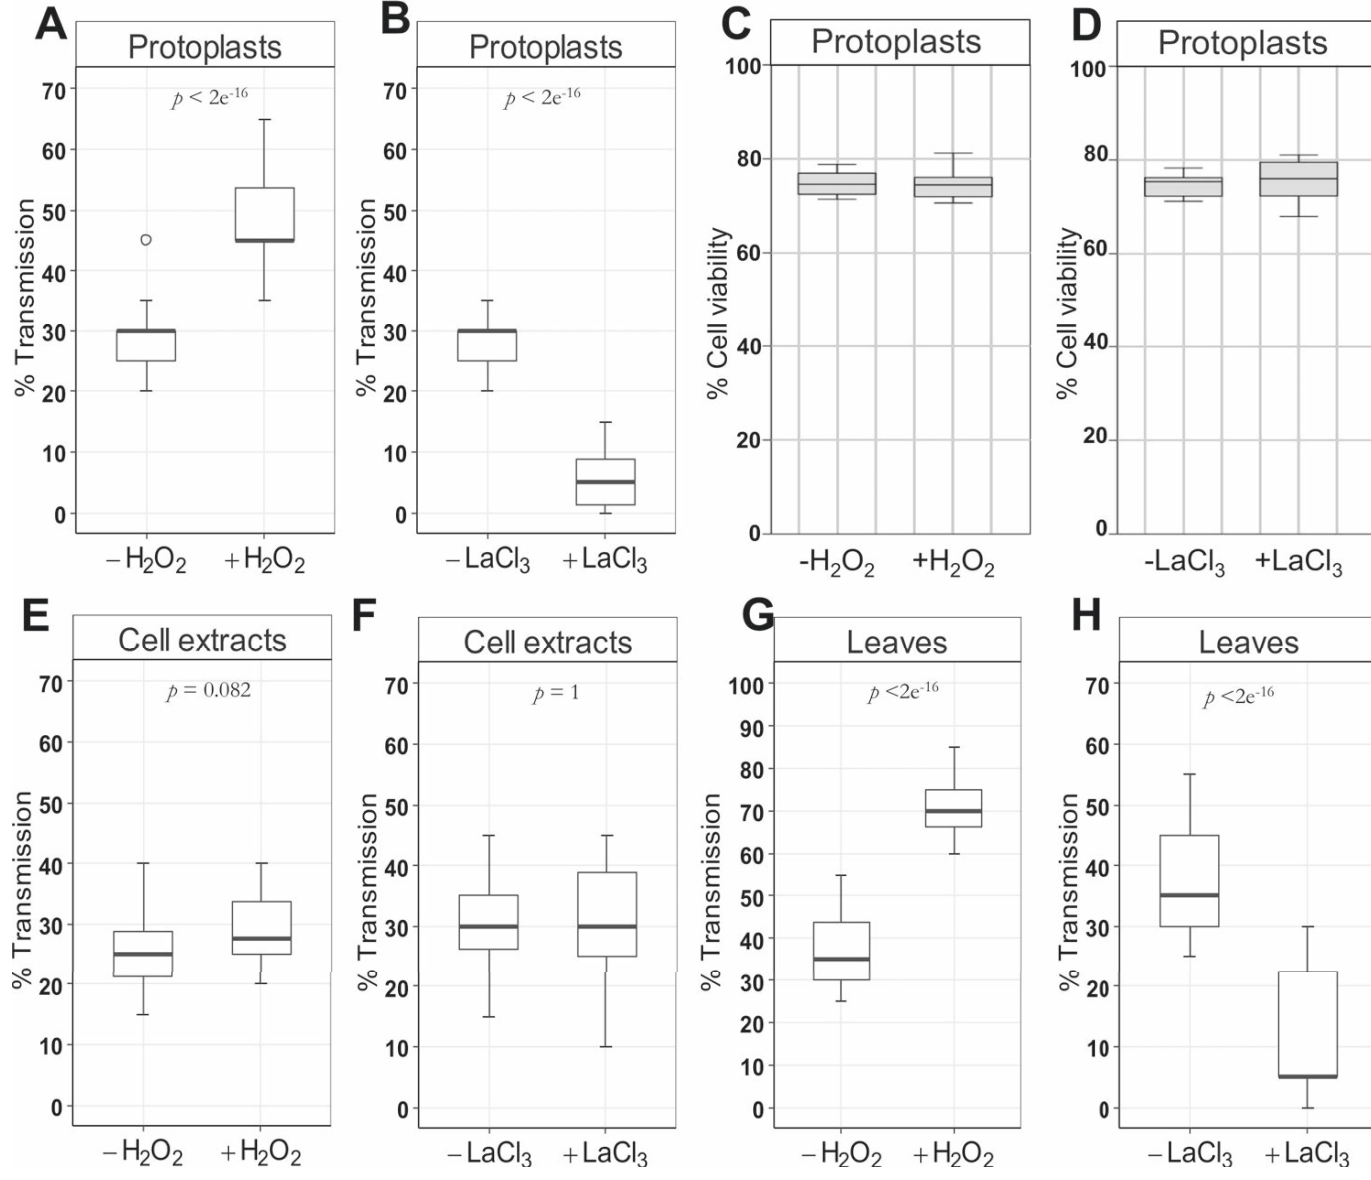 A
Protoplasts
p < 2e-16
% Transmission
70
60
50
40
30
20
10
0
−H2O2 +H2O2
B
Protoplasts
p < 2e-16
% Transmission
70
60
50
40
30
20
10
0
−LaCl3 +LaCl3
C
Protoplasts
% Cell viability
100
80
60
40
20
0
-H2O2 +H2O2
D
Protoplasts
% Cell viability
100
80
60
40
20
0
-LaCl3 +LaCl3
E
Cell extracts
p = 0.082
% Transmission
70
60
50
40
30
20
10
0
−H2O2 +H2O2
F
Cell extracts
p = 1
% Transmission
70
60
50
40
30
20
10
0
−LaCl3 +LaCl3
G
Leaves
p <2e-16
% Transmission
100
90
80
70
60
50
40
30
20
10
0
−H2O2 +H2O2
H
Leaves
p <2e-16
% Transmission
70
60
50
40
30
20
10
0
−LaCl3 +LaCl3